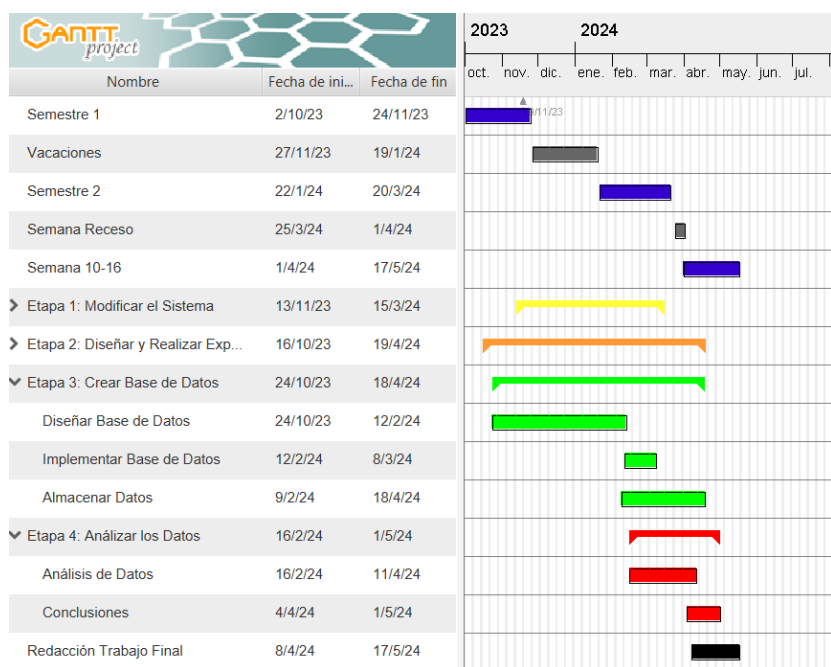 GANTT
project
2023 2024
Nombre Fecha de ini... Fecha de fin
oct. nov. dic. ene. feb. mar. abr. may. jun. jul.
Semestre 1 2/10/23 24/11/23
/11/23
Vacaciones 27/11/23 19/1/24
Semestre 2 22/1/24 20/3/24
Semana Receso 25/3/24 1/4/24
Semana 10-16 1/4/24 17/5/24
Etapa 1: Modificar el Sistema 13/11/23 15/3/24
Etapa 2: Diseñar y Realizar Exp... 16/10/23 19/4/24
Etapa 3: Crear Base de Datos 24/10/23 18/4/24
Diseñar Base de Datos 24/10/23 12/2/24
Implementar Base de Datos 12/2/24 8/3/24
Almacenar Datos 9/2/24 18/4/24
Etapa 4: Análizar los Datos 16/2/24 1/5/24
Análisis de Datos 16/2/24 11/4/24
Conclusiones 4/4/24 1/5/24
Redacción Trabajo Final 8/4/24 17/5/24